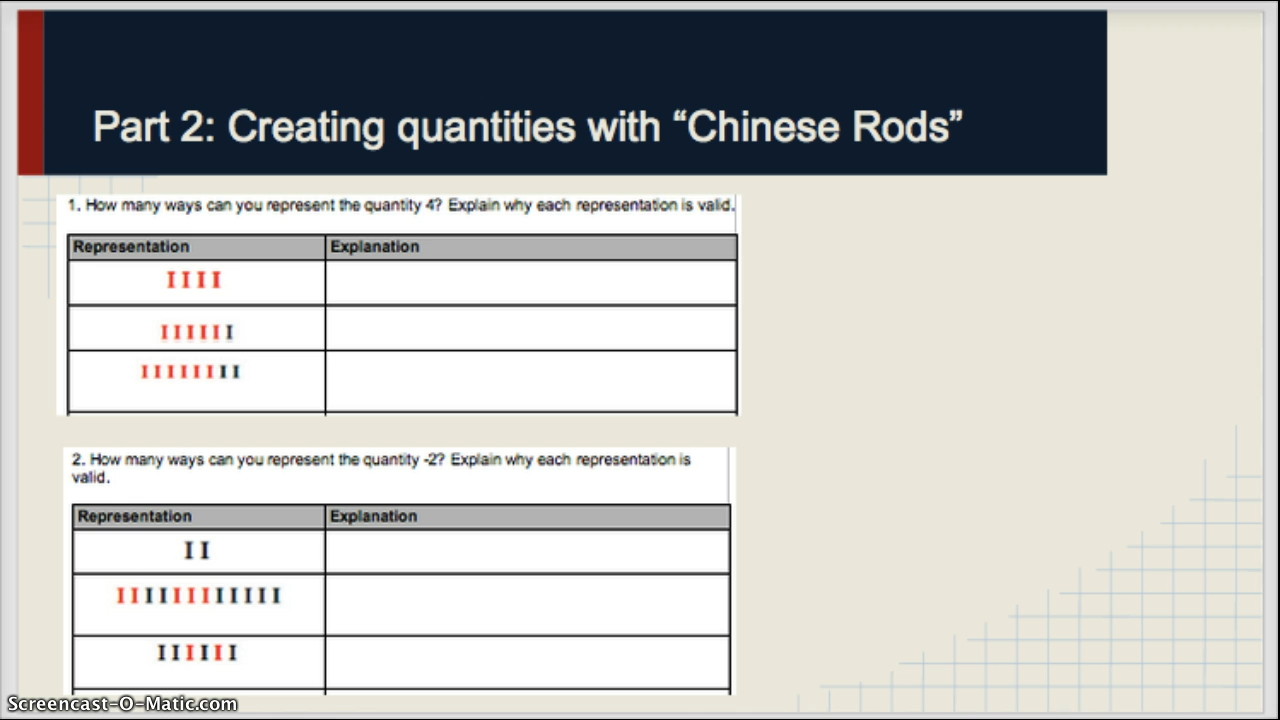 Part 2: Creating quantities with “Chinese Rods”
1. How many ways can you represent the quantity 4? Explain why each representation is valid.
Representation Explanation
I I I I
I I I I I I
I I I I I I I I
2. How many ways can you represent the quantity -2? Explain why each representation is
valid.
Representation Explanation
I I
I I I I I I I I I I I I
I I I I I I
Screencast-O-Matic.com